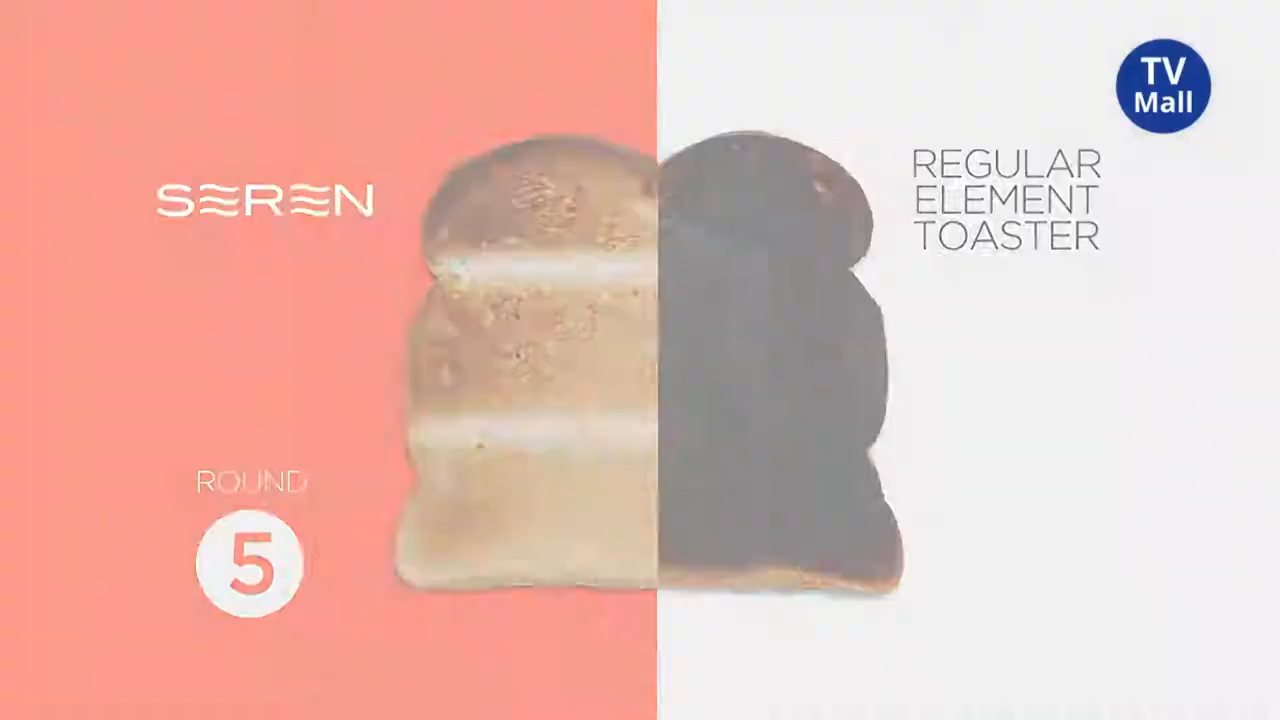 TV
Mall
SEREN
REGULAR
ELEMENT
TOASTER
ROUND
5